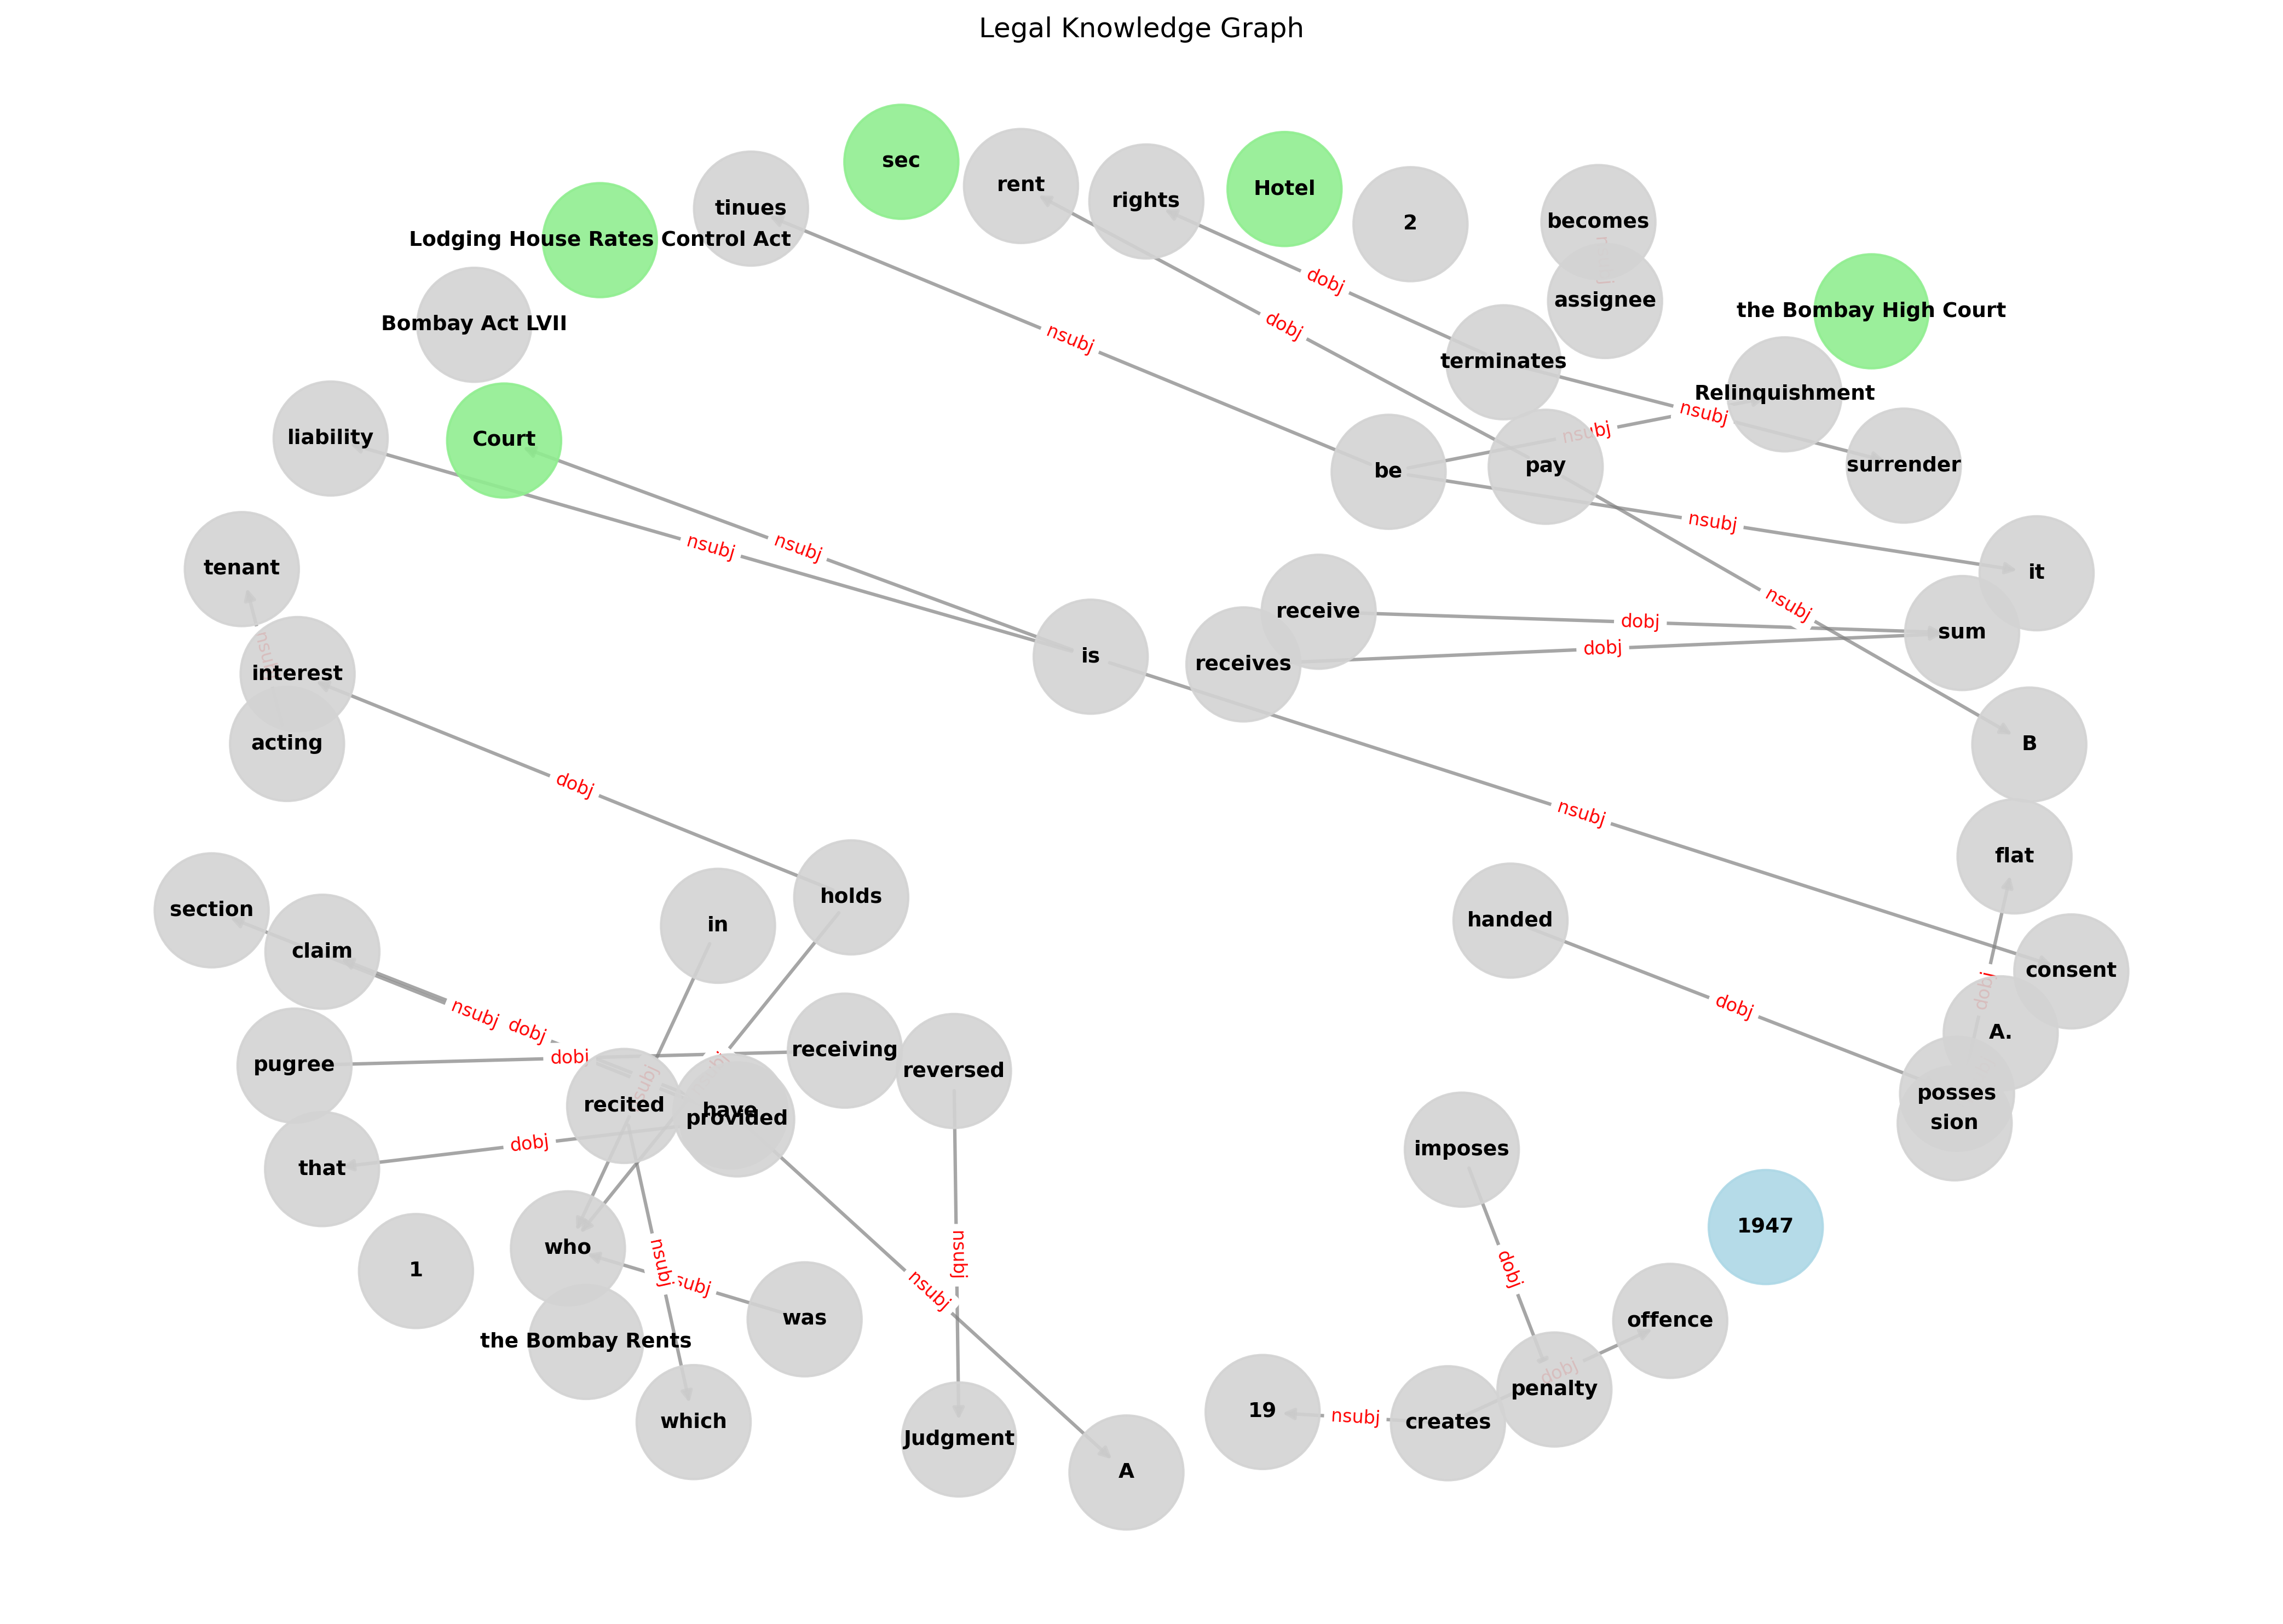 Legal Knowledge Graph
sec
rent
rights
Hotel
2
becomes
tinues
Lodging House Rates Control Act
dobj
assignee
the Bombay High Court
Bombay Act LVII
dobj
nsubj
terminates
Relinquishment
nsubj
nsubj
liability
Court
be
pay
surrender
nsubj
nsubj
nsubj
tenant
it
nsubj
receive
dobj
sum
dobj
is
receives
interest
acting
B
dobj
nsubj
flat
holds
section
claim
in
handed
consent
dobj
dobj
A.
nsubj
dobj
pugree
dobj
receiving
reversed
recited
have
provided
posses
sion
that
dobj
imposes
1947
who
1
nsubj
nsubj
nsubj
dobj
the Bombay Rents
was
offence
dobj
penalty
which
Judgment
19
nsubj
creates
A